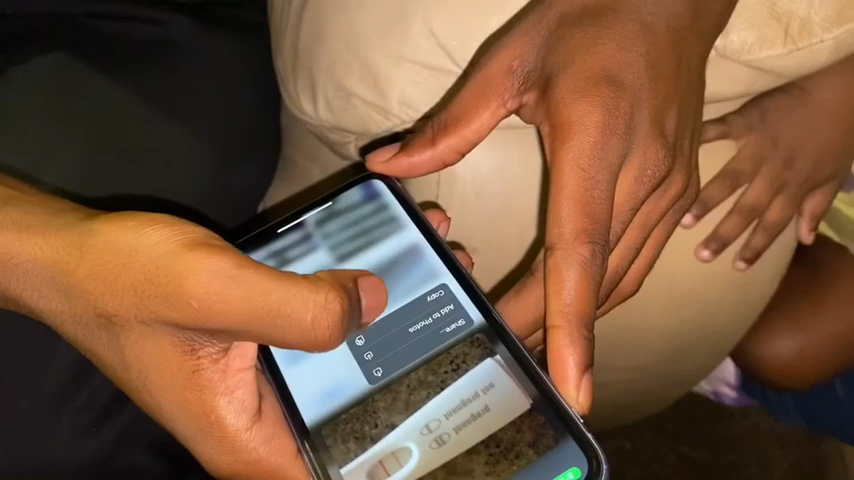 Copy
Add to Photos
Share...
not pregnant
pregnant